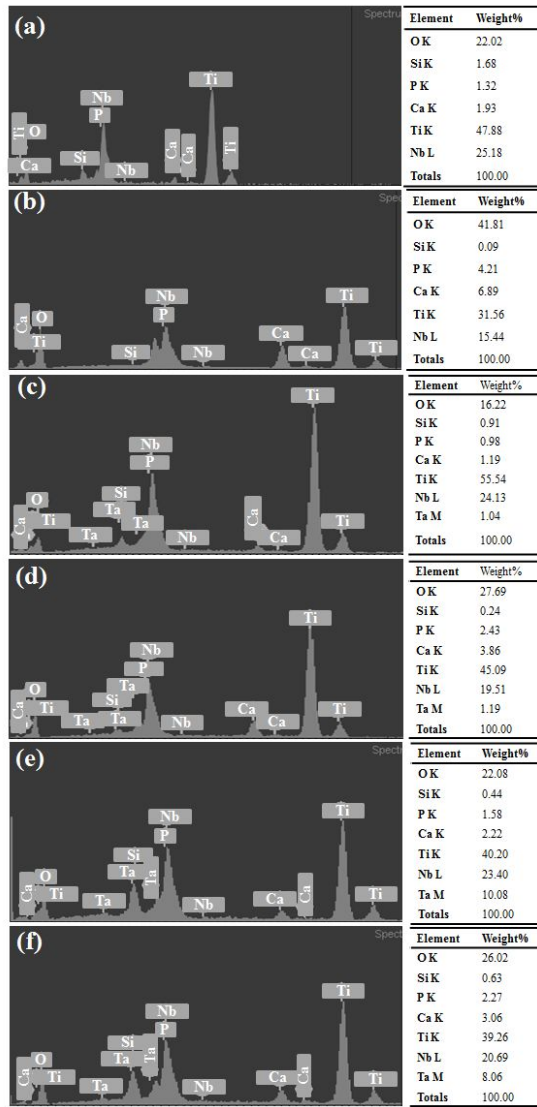 (a)
Spectru
Ti
Nb
P
Ti
O
Ca
Si
Nb
Ca
Ca
Ti
Element Weight%
O K 22.02
Si K 1.68
P K 1.32
Ca K 1.93
Ti K 47.88
Nb L 25.18
Totals 100.00
(b)
Spec
Nb
Ti
P
Ca
O
Ti
Ca
Si
Nb
Ca
Ti
Element Weight%
O K 41.81
Si K 0.09
P K 4.21
Ca K 6.89
Ti K 31.56
Nb L 15.44
Totals 100.00
(c)
Ti
Nb
P
Si
Ta
O
Ca
Ti
Ta
Ta
Nb
Ca
Ca
Ti
Element Weight%
O K 16.22
Si K 0.91
P K 0.98
Ca K 1.19
Ti K 55.54
Nb L 24.13
Ta M 1.04
Totals 100.00
(d)
Ti
Nb
P
Ta
O
Ca
Ti
Si
Ta
Ta
Nb
Ca
Ca
Ti
Element Weight%
O K 27.69
Si K 0.24
P K 2.43
Ca K 3.86
Ti K 45.09
Nb L 19.51
Ta M 1.19
Totals 100.00
(e)
Spectr
Ti
Nb
P
Si
Ta
Ta
O
Ca
Ti
Ta
Nb
Ca
Ca
Ti
Element Weight%
O K 22.08
Si K 0.44
P K 1.58
Ca K 2.22
Ti K 40.20
Nb L 23.40
Ta M 10.08
Totals 100.00
(f)
Spect
Ti
Nb
P
Si
Ta
Ta
O
Ca
Ti
Ta
Nb
Ca
Ca
Ti
Element Weight%
O K 26.02
Si K 0.63
P K 2.27
Ca K 3.06
Ti K 39.26
Nb L 20.69
Ta M 8.06
Totals 100.00